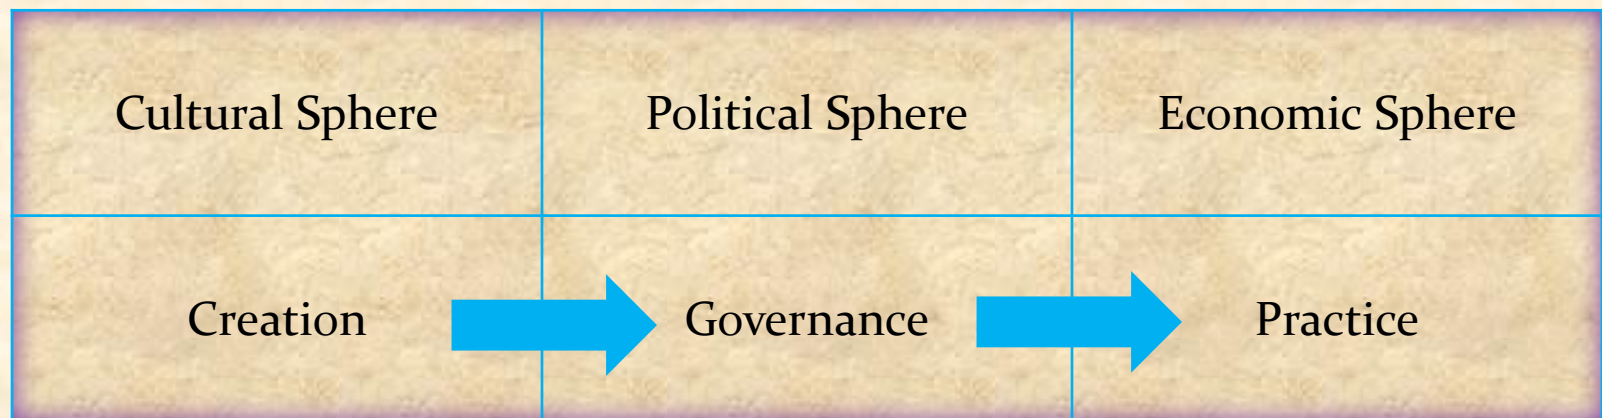 Cultural Sphere
Political Sphere
Economic Sphere
Creation
Governance
Practice